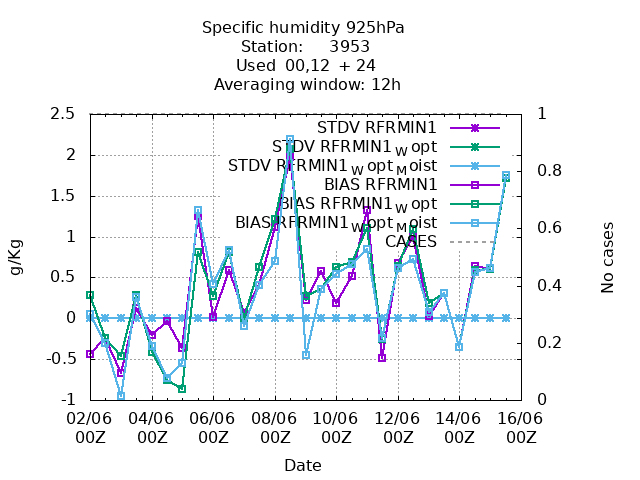 Specific humidity 925hPa
Station: 3953
Used 00,12 + 24
Averaging window: 12h
2.5
2
1.5
1
0.5
0
-0.5
-1
1
0.8
0.6
0.4
0.2
0
STDV RFRMIN1
STDV RFRMIN1_W opt
STDV RFRMIN1_W opt_M oist
BIAS RFRMIN1
BIAS RFRMIN1_W opt
BIAS RFRMIN1_W opt_M oist
CASES
g/Kg
No cases
02/06 04/06 06/06 08/06 10/06 12/06 14/06 16/06
00Z 00Z 00Z 00Z 00Z 00Z 00Z 00Z
Date